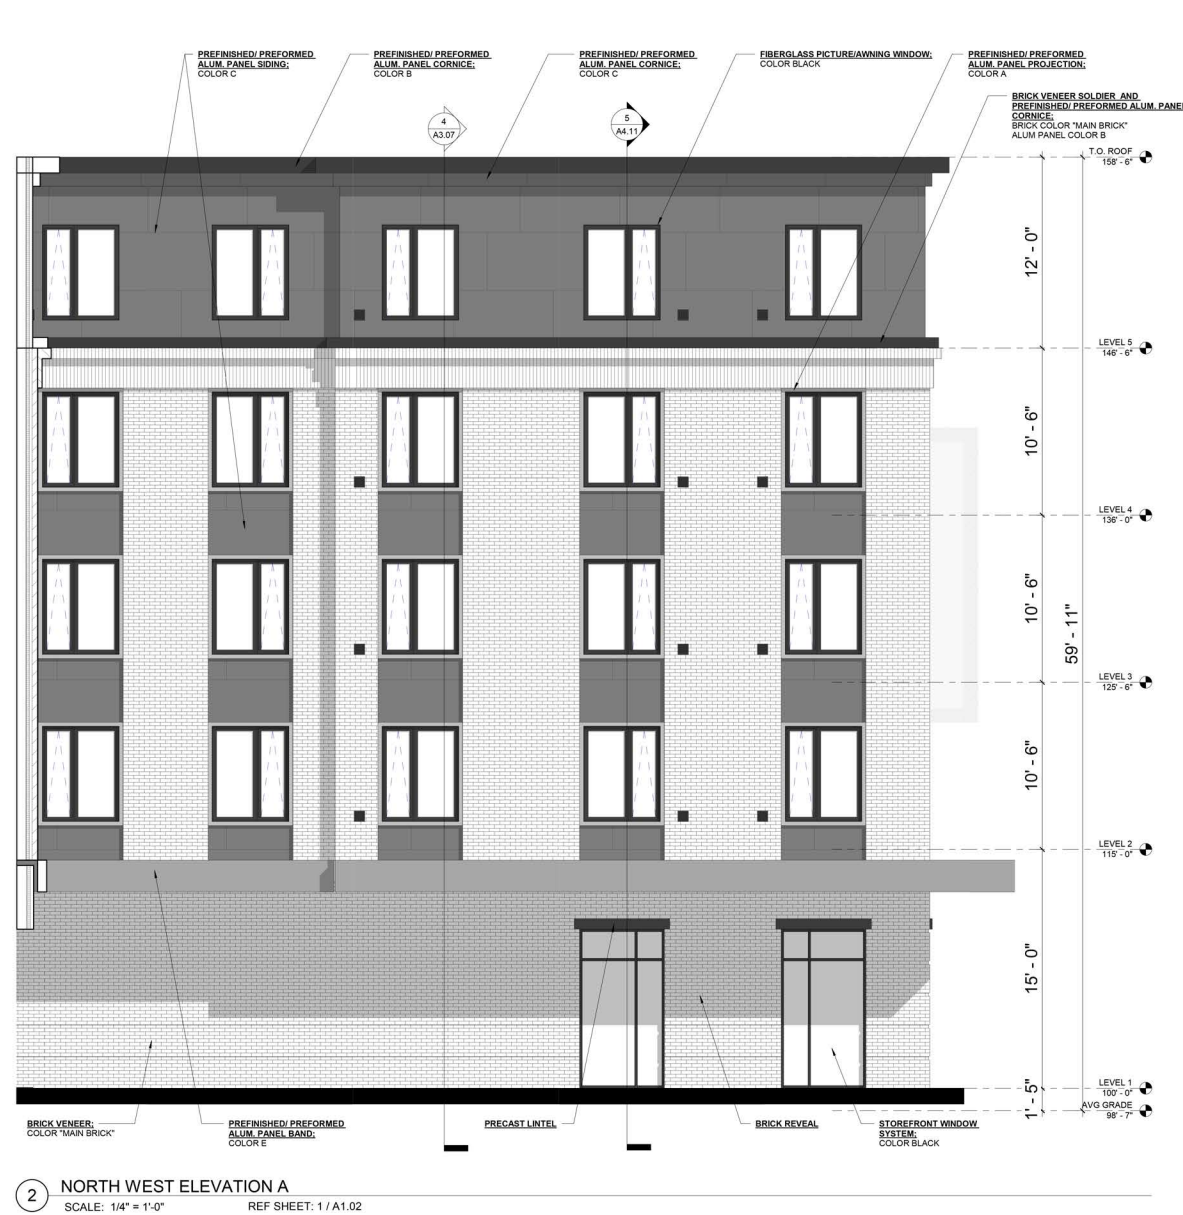 PREFINISHED/ PREFORMED
ALUM. PANEL SIDING;
COLOR C
PREFINISHED/ PREFORMED
ALUM. PANEL CORNICE;
COLOR B
PREFINISHED/ PREFORMED
ALUM. PANEL CORNICE;
COLOR C
FIBERGLASS PICTURE/AWNING WINDOW;
COLOR BLACK
PREFINISHED/ PREFORMED
ALUM. PANEL PROJECTION;
COLOR A
BRICK VENEER SOLDIER AND
PREFINISHED/ PREFORMED ALUM. PANEL
CORNICE;
BRICK COLOR "MAIN BRICK"
ALUM PANEL COLOR B
4
A3.07
5
A4.11
T.O. ROOF
158' - 6"
12' - 0"
LEVEL 5
146' - 6"
10' - 6"
LEVEL 4
136' - 0"
10' - 6"
59' - 11"
LEVEL 3
125' - 6"
10' - 6"
LEVEL 2
115' - 0"
15' - 0"
LEVEL 1
100' - 0"
1' - 5"
AVG GRADE
98' - 7"
BRICK VENEER;
COLOR "MAIN BRICK"
PREFINISHED/ PREFORMED
ALUM. PANEL BAND;
COLOR E
PRECAST LINTEL
BRICK REVEAL
STOREFRONT WINDOW
SYSTEM;
COLOR BLACK
2
NORTH WEST ELEVATION A
SCALE: 1/4" = 1'-0"
REF SHEET: 1 / A1.02